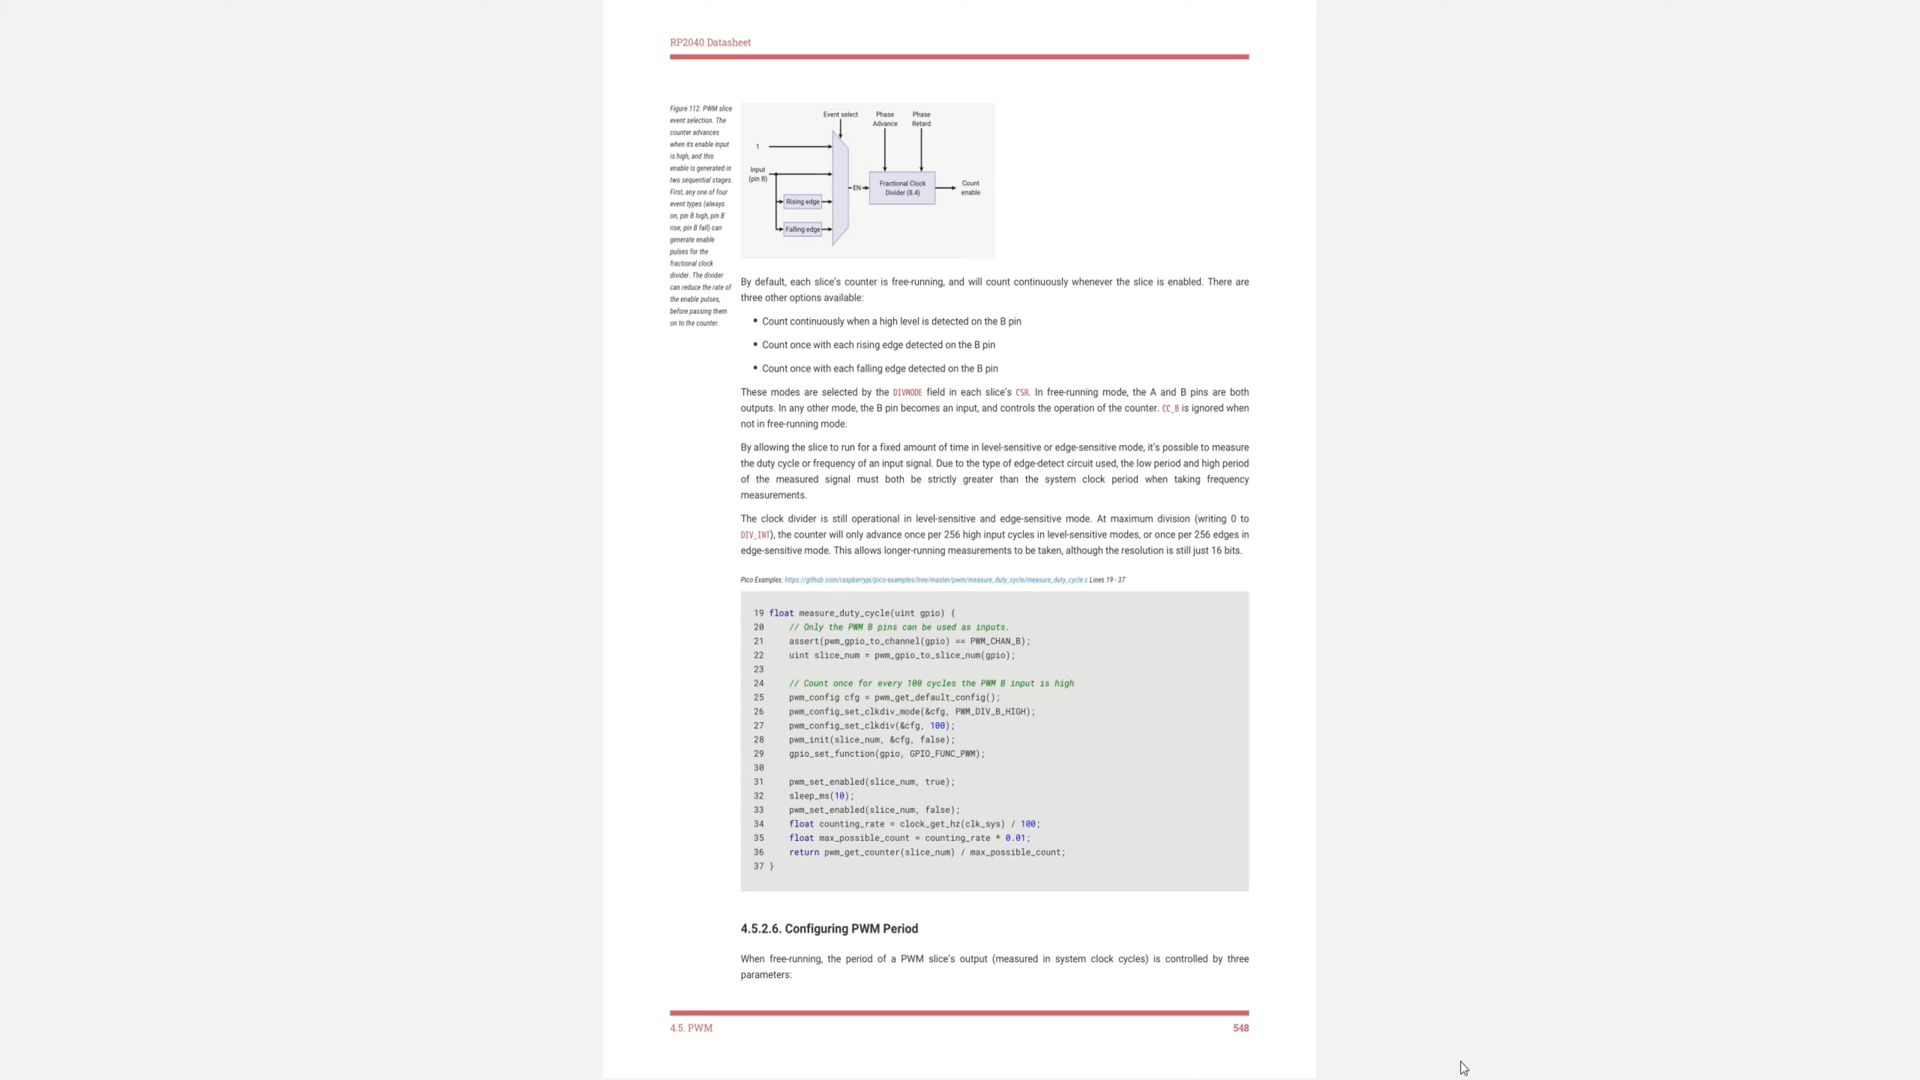 RP2040 Datasheet
Figure 112. PWM slice
event selection. The
counter advances
when its enable input
is high, and this
enable is generated in
two sequential stages.
First, any one of four
event types (always
on, pin B high, pin B
rise, pin B fall) can
generate enable
pulses for the
fractional clock
divider. The divider
can reduce the rate of
the enable pulses,
before passing them
on to the counter.
Event select
Phase
Advance
Phase
Retard
1
Input
(pin B)
Rising edge
Falling edge
EN
Fractional Clock
Divider (8.4)
Count
enable
By default, each slice's counter is free-running, and will count continuously whenever the slice is enabled. There are
three other options available:
• Count continuously when a high level is detected on the B pin
• Count once with each rising edge detected on the B pin
• Count once with each falling edge detected on the B pin
These modes are selected by the DIVMODE field in each slice's CSR. In free-running mode, the A and B pins are both
outputs. In any other mode, the B pin becomes an input, and controls the operation of the counter. CC_B is ignored when
not in free-running mode.
By allowing the slice to run for a fixed amount of time in level-sensitive or edge-sensitive mode, it's possible to measure
the duty cycle or frequency of an input signal. Due to the type of edge-detect circuit used, the low period and high period
of the measured signal must both be strictly greater than the system clock period when taking frequency
measurements.
The clock divider is still operational in level-sensitive and edge-sensitive mode. At maximum division (writing 0 to
DIV_INT), the counter will only advance once per 256 high input cycles in level-sensitive modes, or once per 256 edges in
edge-sensitive mode. This allows longer-running measurements to be taken, although the resolution is still just 16 bits.
Pico Examples: https://github.com/raspberrypi/pico-examples/tree/master/pwm/measure_duty_cycle/measure_duty_cycle.c Lines 19 - 37
19 float measure_duty_cycle(uint gpio) {
20     // Only the PWM B pins can be used as inputs.
21     assert(pwm_gpio_to_channel(gpio) == PWM_CHAN_B);
22     uint slice_num = pwm_gpio_to_slice_num(gpio);
23
24     // Count once for every 100 cycles the PWM B input is high
25     pwm_config cfg = pwm_get_default_config();
26     pwm_config_set_clkdiv_mode(&cfg, PWM_DIV_B_HIGH);
27     pwm_config_set_clkdiv(&cfg, 100);
28     pwm_init(slice_num, &cfg, false);
29     gpio_set_function(gpio, GPIO_FUNC_PWM);
30
31     pwm_set_enabled(slice_num, true);
32     sleep_ms(10);
33     pwm_set_enabled(slice_num, false);
34     float counting_rate = clock_get_hz(clk_sys) / 100;
35     float max_possible_count = counting_rate * 0.01;
36     return pwm_get_counter(slice_num) / max_possible_count;
37 }
4.5.2.6. Configuring PWM Period
When free-running, the period of a PWM slice's output (measured in system clock cycles) is controlled by three
parameters:
4.5. PWM
548